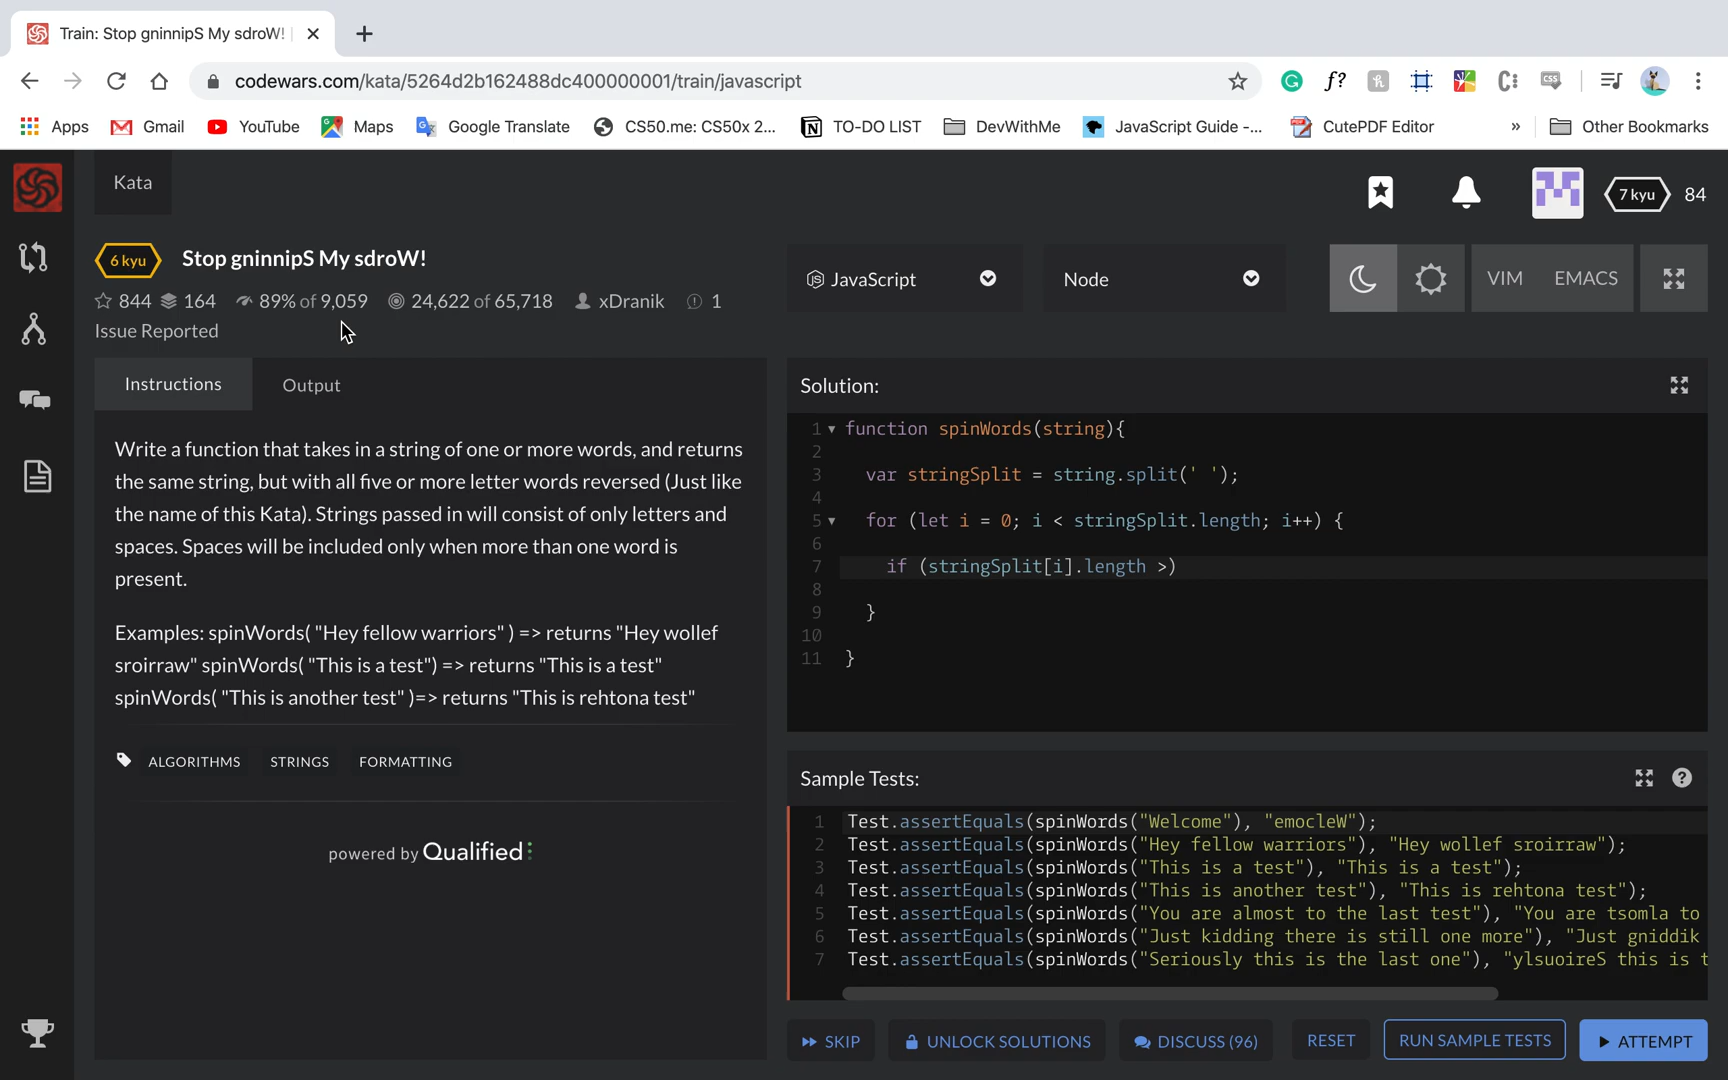 Train: Stop gninnipS My sdroW!
codewars.com/kata/5264d2b162488dc400000001/train/javascript
Apps Gmail YouTube Maps Google Translate CS50.me: CS50x 2... TO-DO LIST DevWithMe JavaScript Guide -... CutePDF Editor » Other Bookmarks
Kata
7 kyu 84
6 kyu Stop gninnipS My sdroW!
844 164 89% of 9,059 24,622 of 65,718 xDranik 1
Issue Reported
JavaScript Node VIM EMACS
Instructions Output
Write a function that takes in a string of one or more words, and returns
the same string, but with all five or more letter words reversed (Just like
the name of this Kata). Strings passed in will consist of only letters and
spaces. Spaces will be included only when more than one word is
present.
Examples: spinWords( "Hey fellow warriors" ) => returns "Hey wollef
sroirraw" spinWords( "This is a test") => returns "This is a test"
spinWords( "This is another test" )=> returns "This is rehtona test"
ALGORITHMS STRINGS FORMATTING
powered by Qualified
Solution:
1 function spinWords(string){
2
3 var stringSplit = string.split(' ');
4
5 for (let i = 0; i < stringSplit.length; i++) {
6
7 if (stringSplit[i].length >)
8
9 }
10
11 }
Sample Tests:
1 Test.assertEquals(spinWords("Welcome"), "emocleW");
2 Test.assertEquals(spinWords("Hey fellow warriors"), "Hey wollef sroirraw");
3 Test.assertEquals(spinWords("This is a test"), "This is a test");
4 Test.assertEquals(spinWords("This is another test"), "This is rehtona test");
5 Test.assertEquals(spinWords("You are almost to the last test"), "You are tsomla to
6 Test.assertEquals(spinWords("Just kidding there is still one more"), "Just gniddik
7 Test.assertEquals(spinWords("Seriously this is the last one"), "ylsuoireS this is t
SKIP UNLOCK SOLUTIONS DISCUSS (96) RESET RUN SAMPLE TESTS ATTEMPT